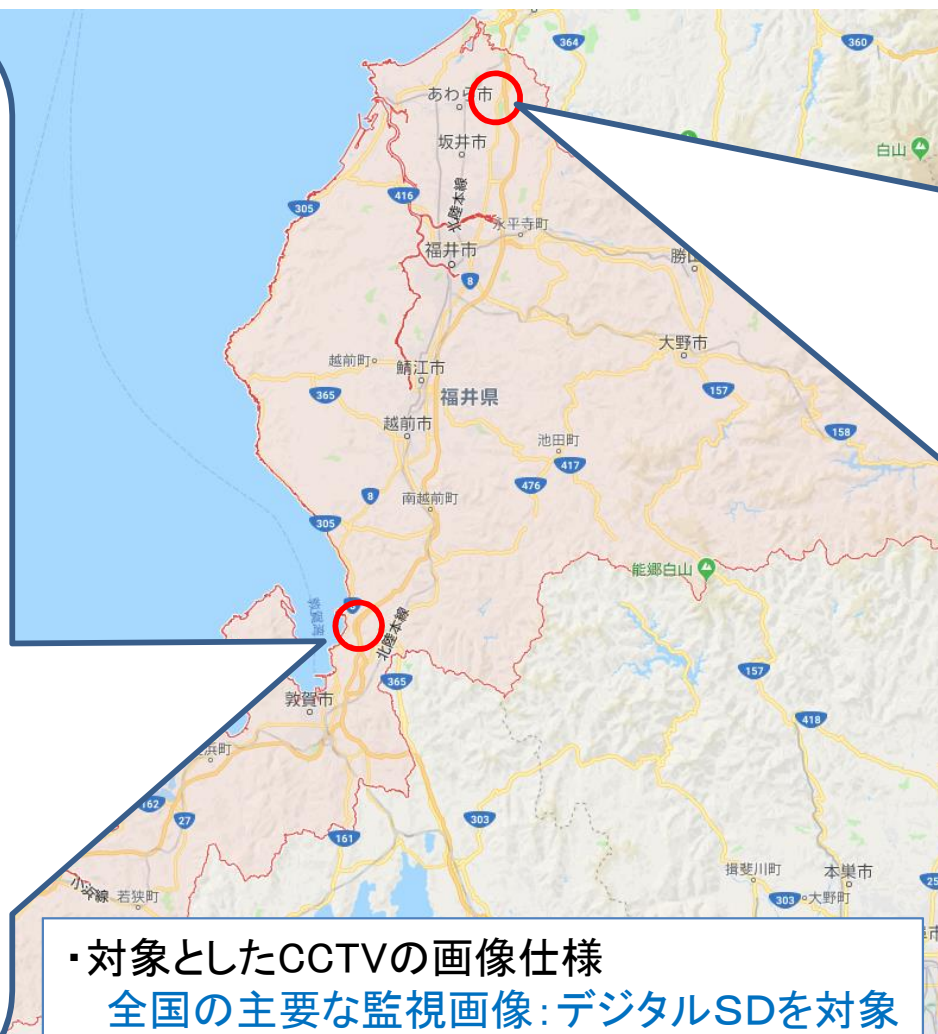 364
360
あわら市
白山
坂井市
416
305
北陸本線
永平寺町
福井市
勝
8
大野市
越前町
鯖江市
157
365
福井県
越前市
158
池田町
417
476
8
南越前町
305
能郷白山
北陸本線
157
365
敦賀市
418
浜町
162
27
303
161
揖斐川町
本巣市
小浜線
若狭町
303
大野町
25
市
・対象としたCCTVの画像仕様
全国の主要な監視画像：デジタルSDを対象